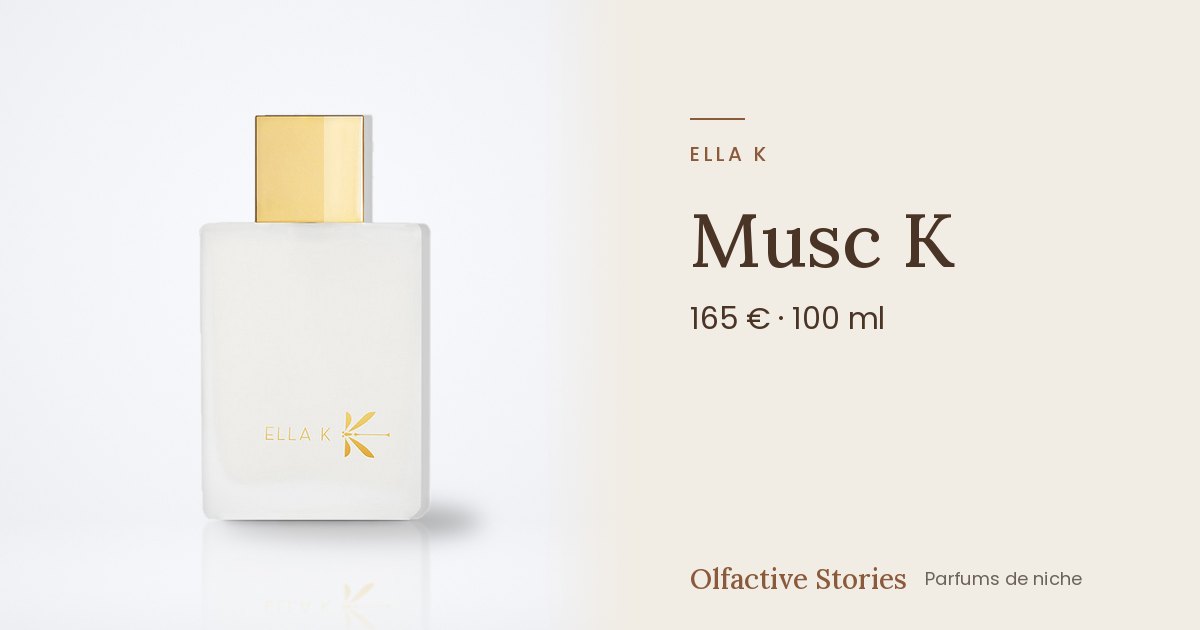 ELLA K
ELLA K
Musc K
165 € · 100 ml
Olfactive Stories Parfums de niche